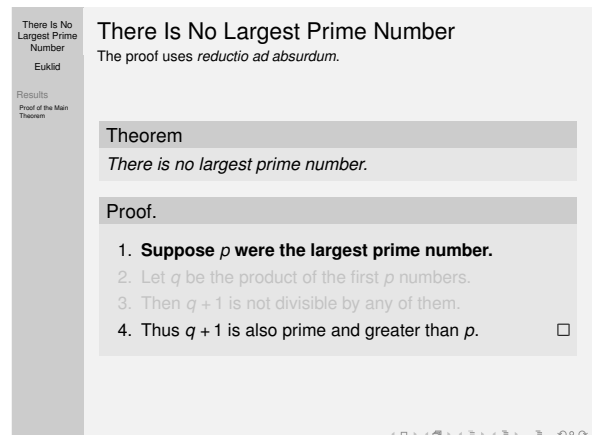 There Is No
Largest Prime
Number
Euklid
Results
Proof of the Main
Theorem
There Is No Largest Prime Number
The proof uses reductio ad absurdum.
Theorem
There is no largest prime number.
Proof.
1. Suppose p were the largest prime number.
2. Let q be the product of the first p numbers.
3. Then q + 1 is not divisible by any of them.
4. Thus q + 1 is also prime and greater than p. □